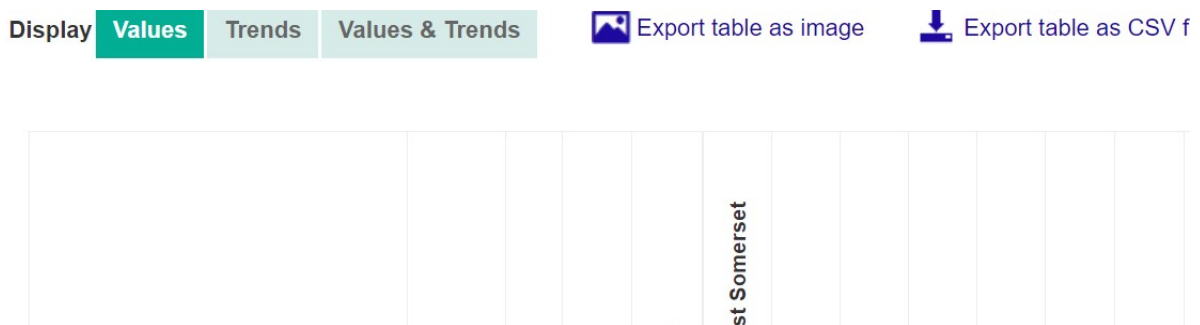 Display Values Trends Values & Trends Export table as image Export table as CSV f
st Somerset